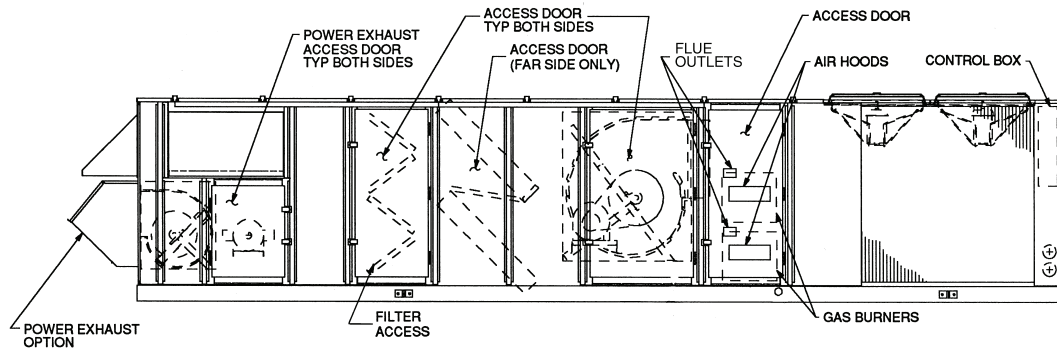 ACCESS DOOR
TYP BOTH SIDES
ACCESS DOOR
POWER EXHAUST
ACCESS DOOR
TYP BOTH SIDES
ACCESS DOOR
(FAR SIDE ONLY)
FLUE
OUTLETS
AIR HOODS
CONTROL BOX
POWER EXHAUST
OPTION
FILTER
ACCESS
GAS BURNERS